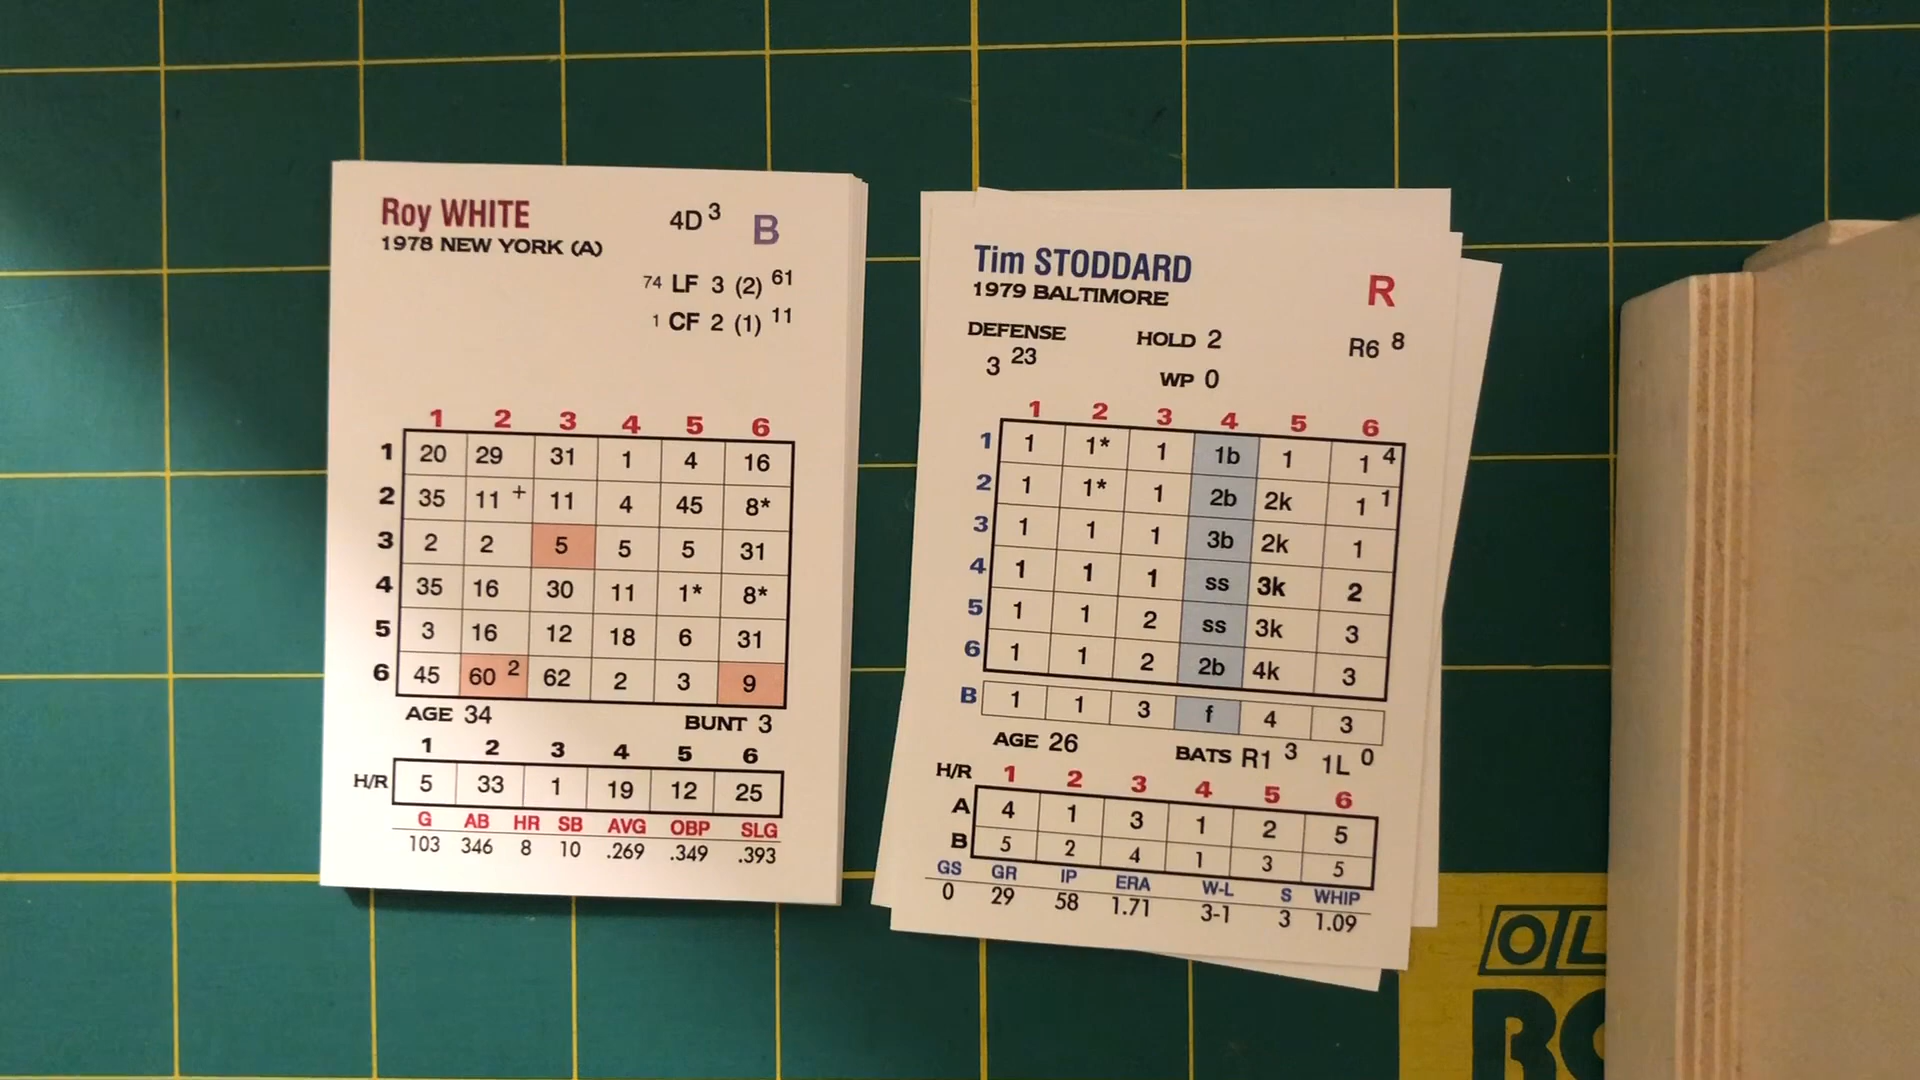 Roy WHITE 4D 3 B
1978 NEW YORK (A)
74 LF 3 (2) 61
1 CF 2 (1) 11
1 2 3 4 5 6
1 20 29 31 1 4 16
2 35 11 + 11 4 45 8*
3 2 2 5 5 5 31
4 35 16 30 11 1* 8*
5 3 16 12 18 6 31
6 45 60 2 62 2 3 9
AGE 34 BUNT 3
1 2 3 4 5 6
H/R 5 33 1 19 12 25
G AB HR SB AVG OBP SLG
103 346 8 10 .269 .349 .393
Tim STODDARD R
1979 BALTIMORE
DEFENSE HOLD 2 R6 8
3 23 WP 0
1 2 3 4 5 6
1 1 1* 1 1b 1 1 4
2 1 1* 1 2b 2k 1 1
3 1 1 1 3b 2k 1
4 1 1 1 ss 3k 2
5 1 1 2 ss 3k 3
6 1 1 2 2b 4k 3
B 1 1 3 f 4 3
AGE 26 BATS R1 3 1L 0
H/R 1 2 3 4 5 6
A 4 1 3 1 2 5
B 5 2 4 1 3 5
GS GR IP ERA W-L S WHIP
0 29 58 1.71 3-1 3 1.09
OL